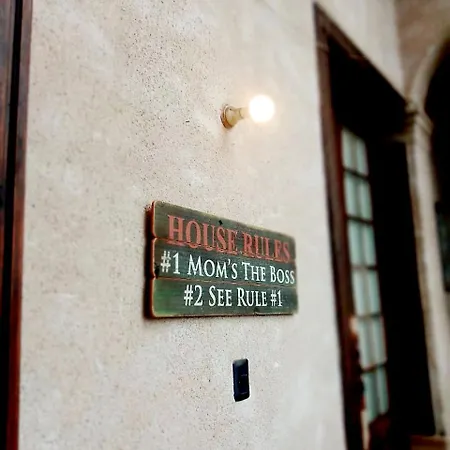 HOUSE RULES
#1 MOM'S THE BOSS
#2 SEE RULE #1